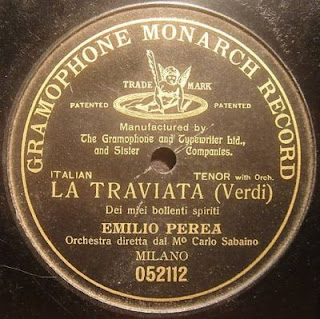 GRAMOPHONE MONARCH RECORD
TRADE MARK
PATENTED PATENTED
Manufactured by
The Gramophone and Typewriter Ltd.,
and Sister Companies.
ITALIAN TENOR with Orch.
LA TRAVIATA (Verdi)
Dei miei bollenti spiriti
EMILIO PEREA
Orchestra diretta dal Mo Carlo Sabaino
MILANO
052112